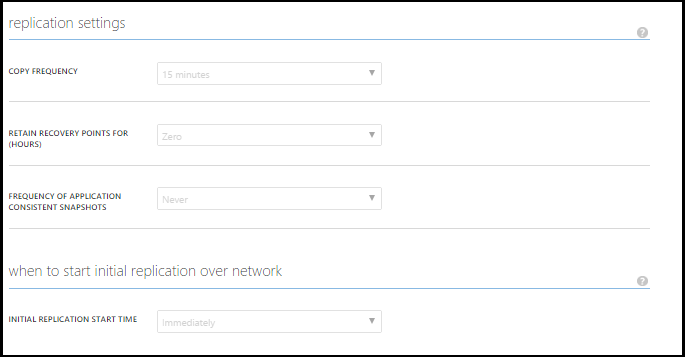 replication settings
?
COPY FREQUENCY
15 minutes
RETAIN RECOVERY POINTS FOR
(HOURS)
Zero
FREQUENCY OF APPLICATION
CONSISTENT SNAPSHOTS
Never
when to start initial replication over network
?
INITIAL REPLICATION START TIME
Immediately